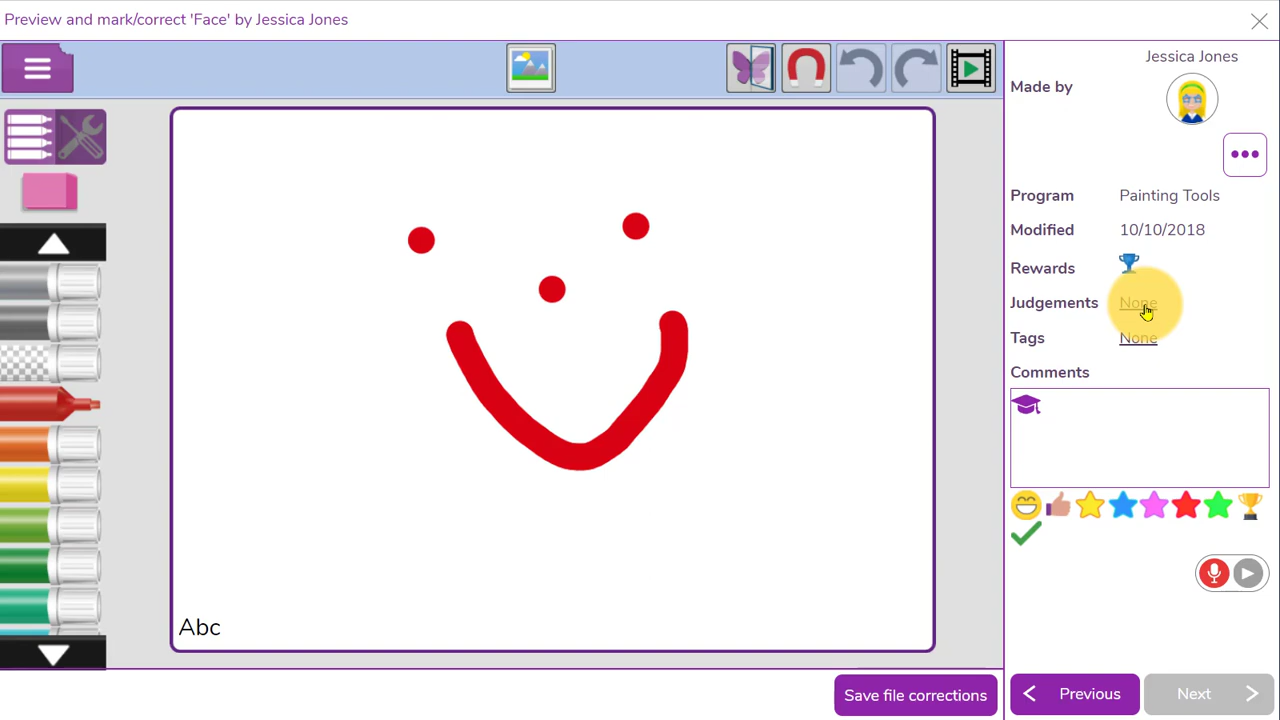 Preview and mark/correct 'Face' by Jessica Jones
Jessica Jones
Made by
Program Painting Tools
Modified 10/10/2018
Rewards
Judgements None
Tags None
Comments
Abc
Save file corrections
Previous
Next